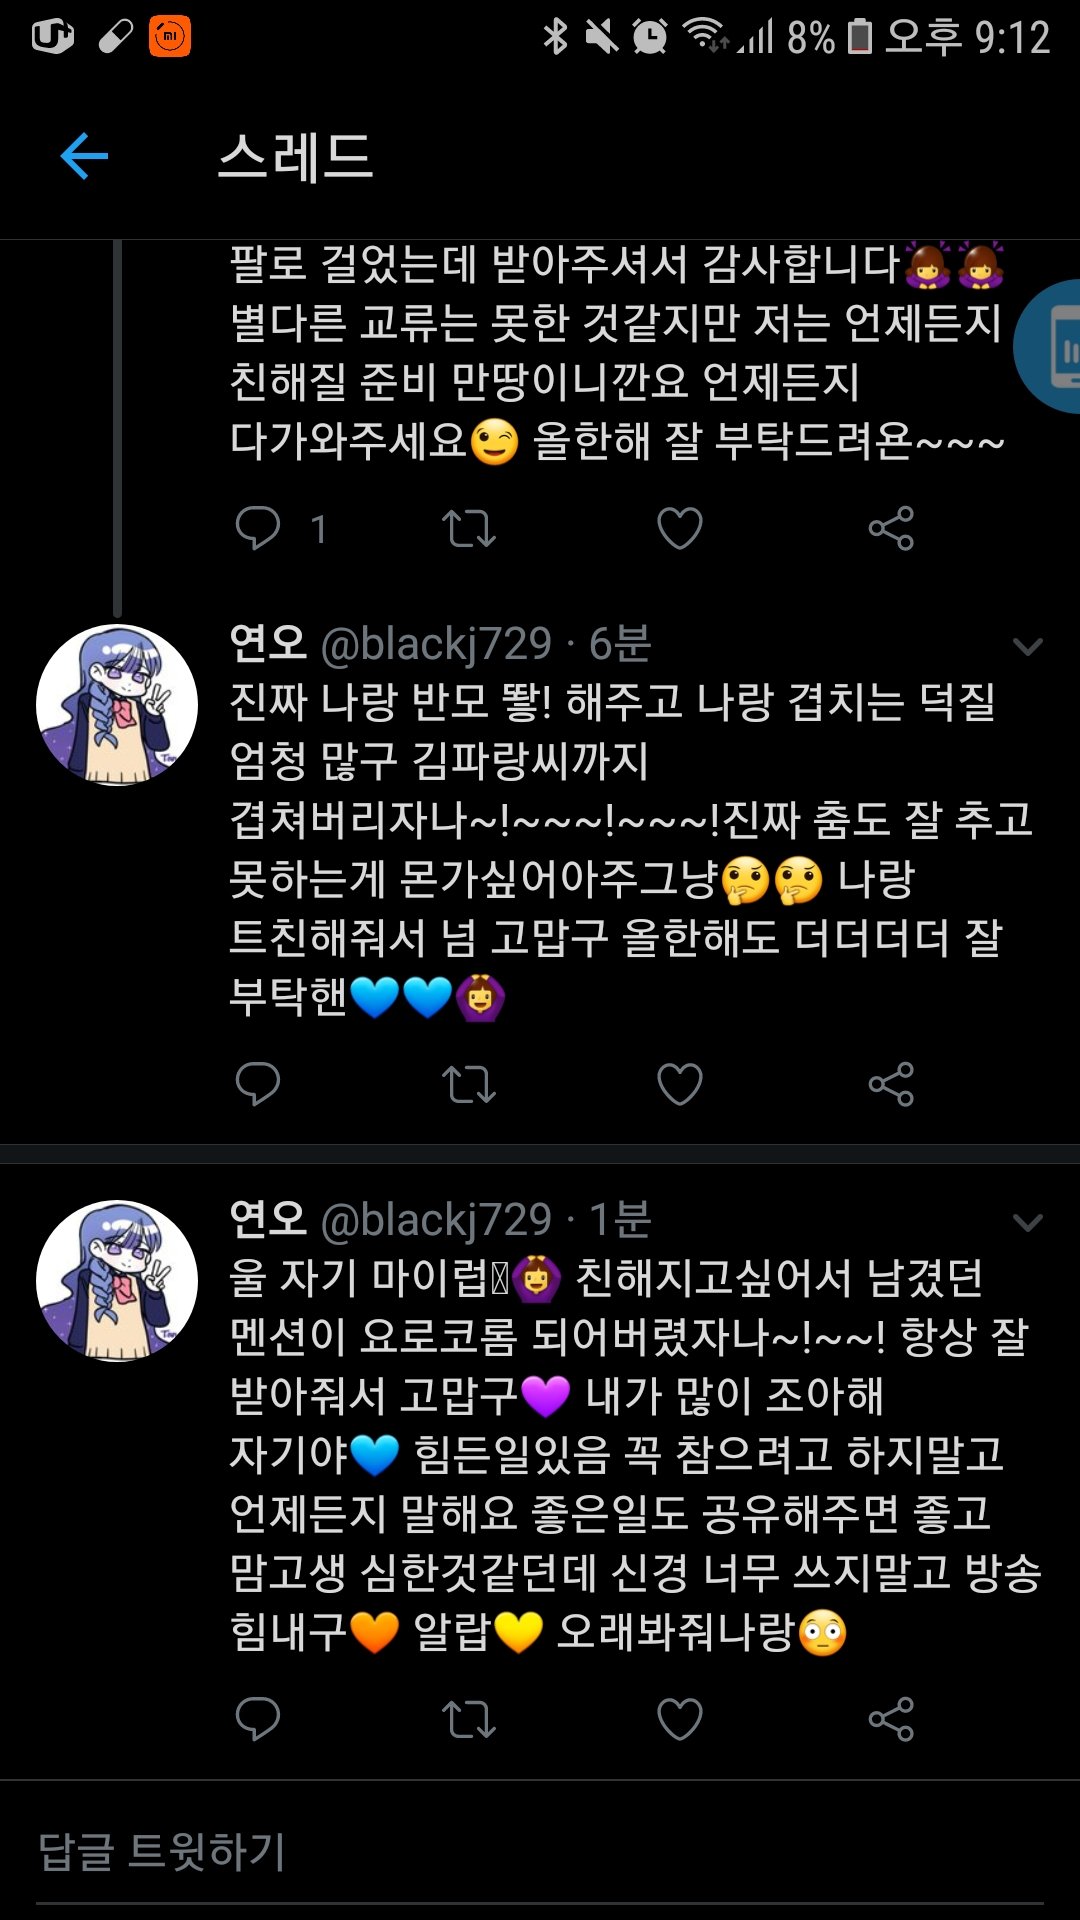 U+ MI 8% 오후 9:12
스레드
팔로 걸었는데 받아주셔서 감사합니다🙇‍♀️🙇‍♀️
별다른 교류는 못한 것같지만 저는 언제든지
친해질 준비 만땅이니깐요 언제든지
다가와주세요😉 올한해 잘 부탁드려욘~~~
1
연오 @blackj729 · 6분
진짜 나랑 반모 뙇! 해주고 나랑 겹치는 덕질
엄청 많구 김파랑씨까지
겹쳐버리자나~!~~~!~~~!진짜 춤도 잘 추고
못하는게 몬가싶어아주그냥🤔🤔 나랑
트친해줘서 넘 고맙구 올한해도 더더더더 잘
부탁핸💙💙🙆‍♀️
연오 @blackj729 · 1분
울 자기 마이럽🙆‍♀️ 친해지고싶어서 남겼던
멘션이 요로코롬 되어버렸자나~!~~! 항상 잘
받아줘서 고맙구💜 내가 많이 조아해
자기야💙 힘든일있음 꼭 참으려고 하지말고
언제든지 말해요 좋은일도 공유해주면 좋고
맘고생 심한것같던데 신경 너무 쓰지말고 방송
힘내구🧡 알랍💛 오래봐줘나랑😳
답글 트윗하기